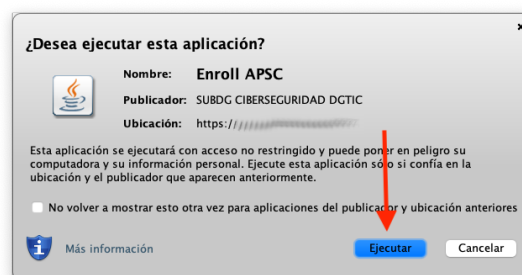 ¿Desea ejecutar esta aplicación?
Nombre: Enroll APSC
Publicador: SUBDG CIBERSEGURIDAD DGTIC
Ubicación: https://
Esta aplicación se ejecutará con acceso no restringido y puede poner en peligro su
computadora y su información personal. Ejecute esta aplicación sólo si confía en la
ubicación y el publicador que aparecen anteriormente.
No volver a mostrar esto otra vez para aplicaciones del publicador y ubicación anteriores
Más información
Ejecutar
Cancelar